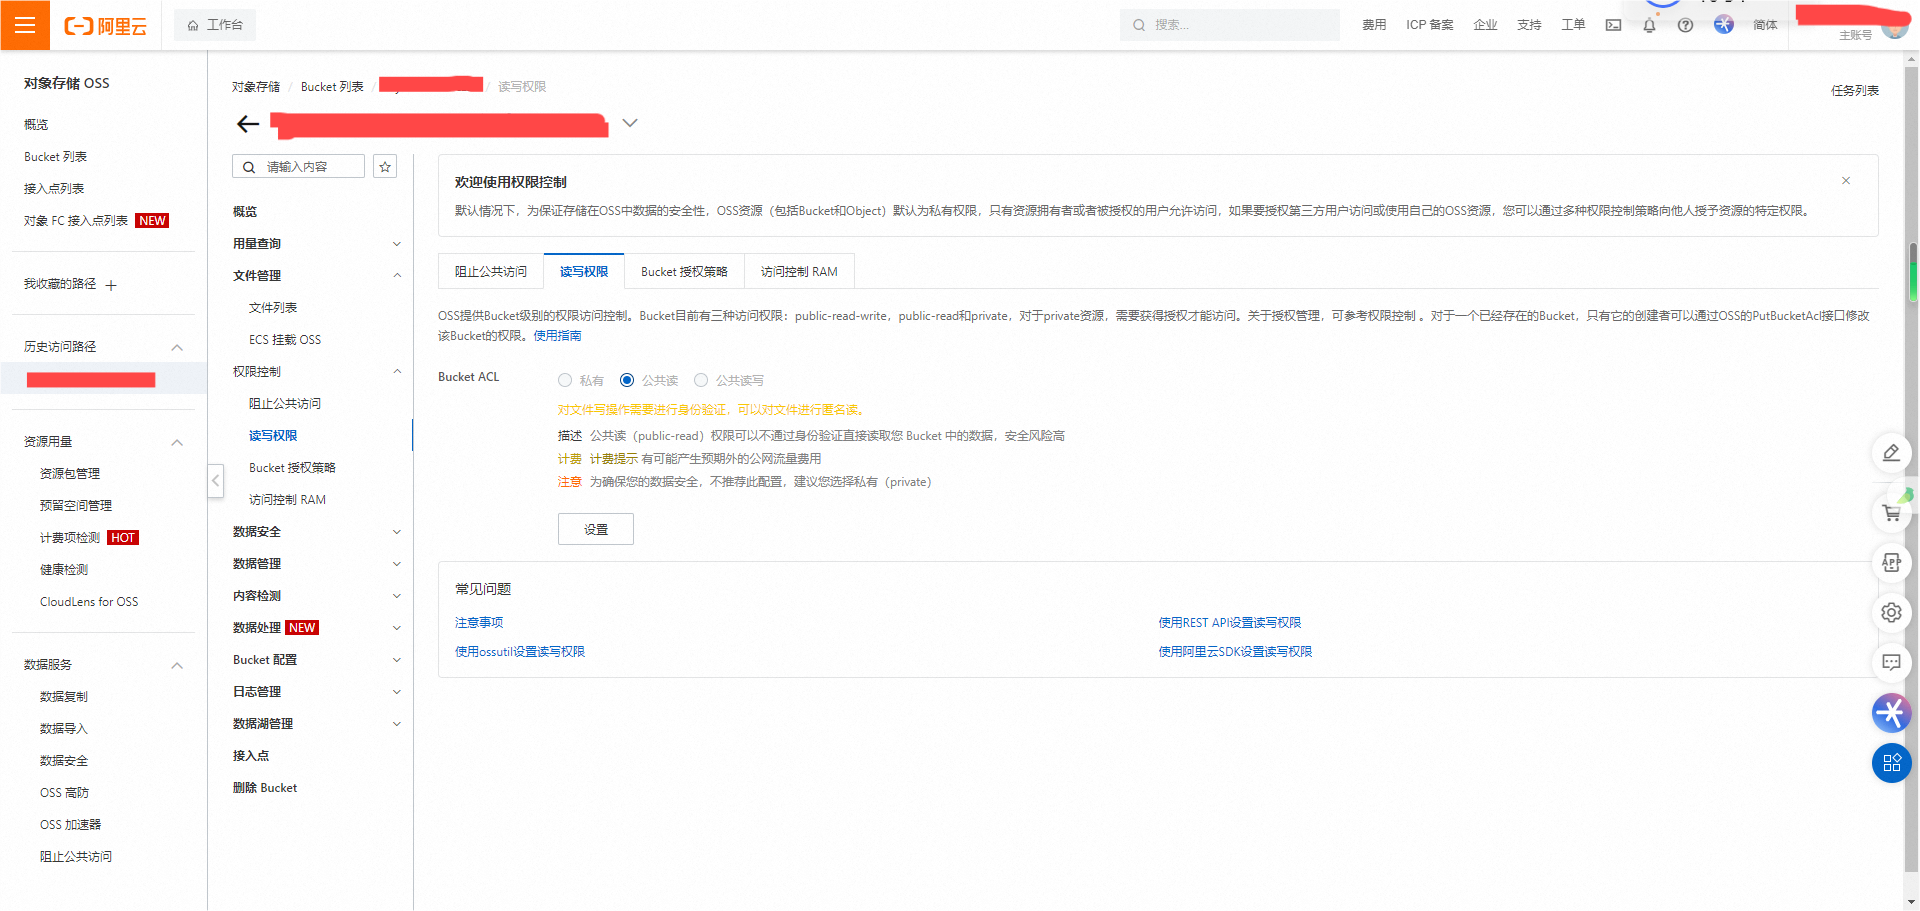 阿里云
工作台
搜索...
费用
ICP 备案
企业
支持
工单
简体
主账号
对象存储 OSS
概览
Bucket 列表
接入点列表
对象 FC 接入点列表 NEW
我收藏的路径
历史访问路径
资源用量
资源包管理
预留空间管理
计费项检测 HOT
健康检测
CloudLens for OSS
数据服务
数据复制
数据导入
数据安全
OSS 高防
OSS 加速器
阻止公共访问
对象存储 / Bucket 列表 /
/ 读写权限
任务列表
请输入内容
概览
用量查询
文件管理
文件列表
ECS 挂载 OSS
权限控制
阻止公共访问
读写权限
Bucket 授权策略
访问控制 RAM
数据安全
数据管理
内容检测
数据处理 NEW
Bucket 配置
日志管理
数据湖管理
接入点
删除 Bucket
欢迎使用权限控制
默认情况下，为保证存储在OSS中数据的安全性，OSS资源（包括Bucket和Object）默认为私有权限，只有资源拥有者或者被授权的用户允许访问，如果要授权第三方用户访问或使用自己的OSS资源，您可以通过多种权限控制策略向他人授予资源的特定权限。
阻止公共访问
读写权限
Bucket 授权策略
访问控制 RAM
OSS提供Bucket级别的权限访问控制。Bucket目前有三种访问权限：public-read-write，public-read和private，对于private资源，需要获得授权才能访问。关于授权管理，可参考权限控制 。对于一个已经存在的Bucket，只有它的创建者可以通过OSS的PutBucketAcl接口修改
该Bucket的权限。使用指南
Bucket ACL
私有
公共读
公共读写
对文件写操作需要进行身份验证，可以对文件进行匿名读。
描述 公共读（public-read）权限可以不通过身份验证直接读取您 Bucket 中的数据，安全风险高
计费 计费提示 有可能产生预期外的公网流量费用
注意 为确保您的数据安全，不推荐此配置，建议您选择私有（private）
设置
常见问题
注意事项
使用REST API设置读写权限
使用ossutil设置读写权限
使用阿里云SDK设置读写权限
APP